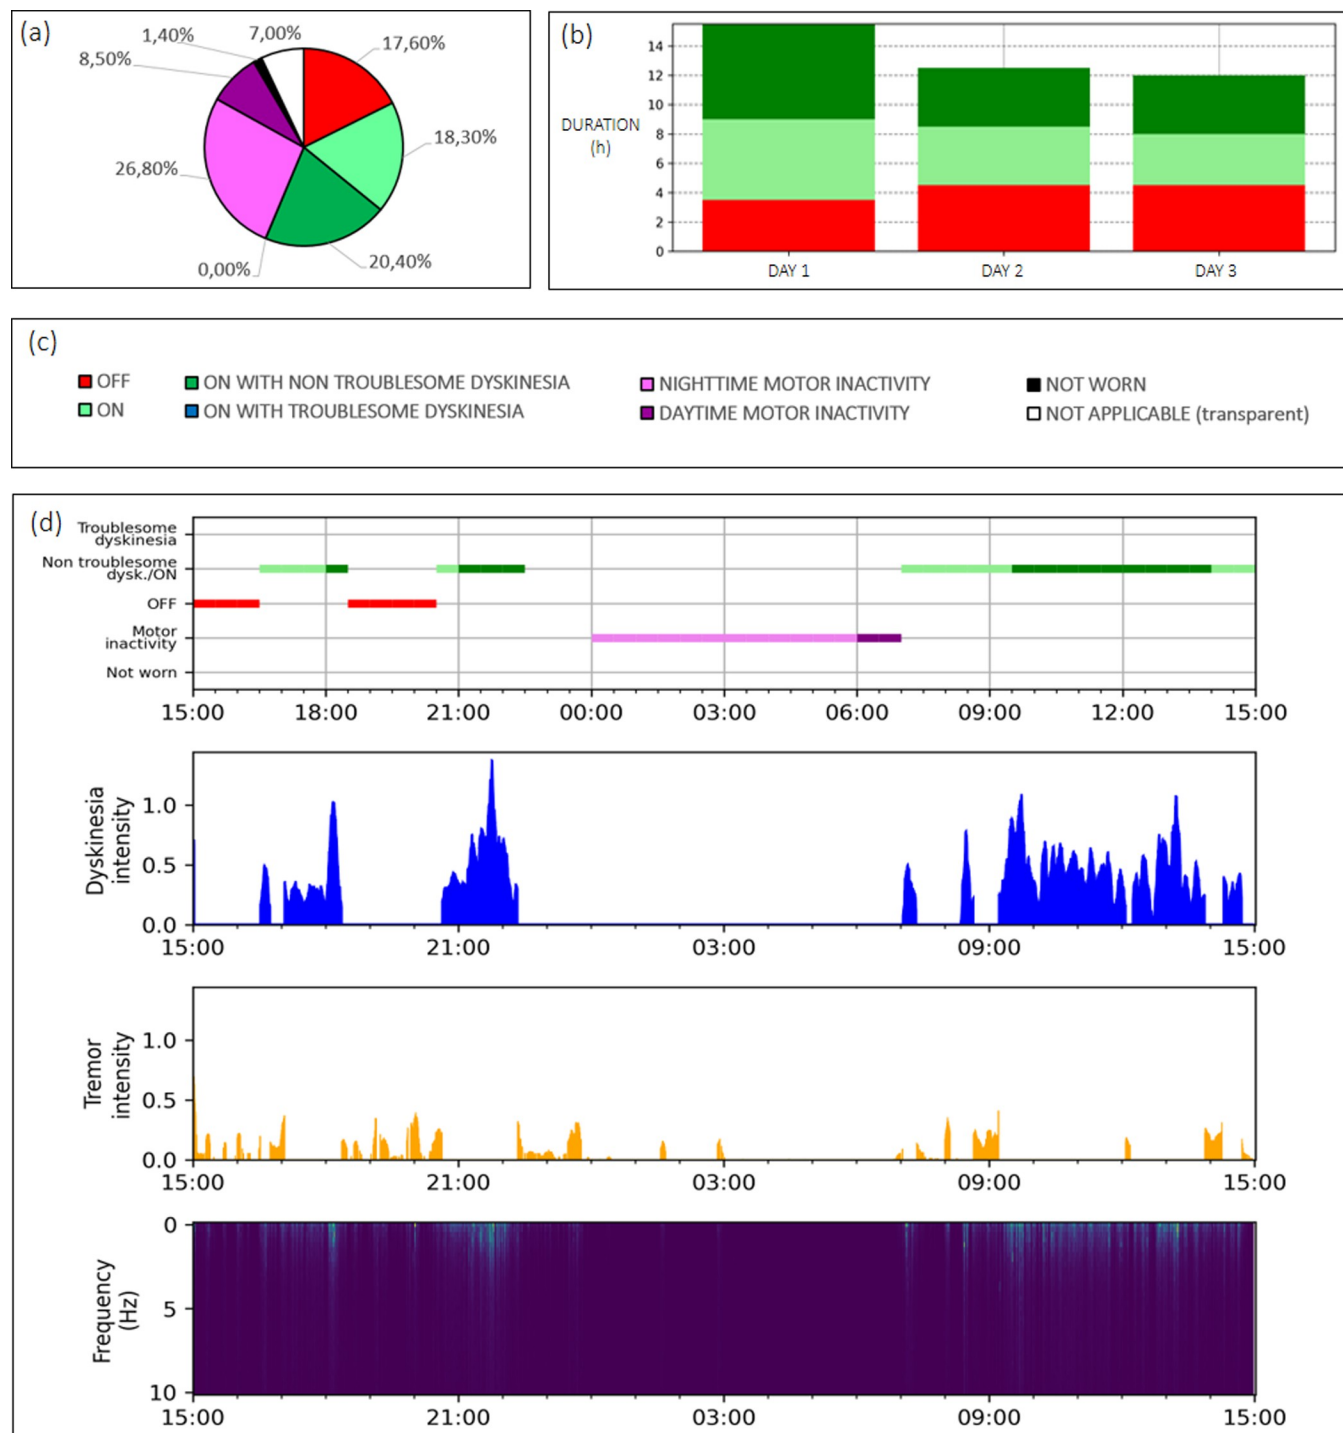 (a)
1,40%
7,00%
17,60%
8,50%
18,30%
26,80%
20,40%
0,00%
(b)
DURATION
(h)
14
12
10
8
6
4
2
0
DAY 1 DAY 2 DAY 3
(c)
OFF ON WITH NON TROUBLESOME DYSKINESIA NIGHTTIME MOTOR INACTIVITY NOT WORN
ON ON WITH TROUBLESOME DYSKINESIA DAYTIME MOTOR INACTIVITY NOT APPLICABLE (transparent)
(d)
Troublesome
dyskinesia
Non troublesome
dysk./ON
OFF
Motor
inactivity
Not worn
15:00 18:00 21:00 00:00 03:00 06:00 09:00 12:00 15:00
Dyskinesia
intensity
1.0
0.5
0.0
15:00 21:00 03:00 09:00 15:00
Tremor
intensity
1.0
0.5
0.0
15:00 21:00 03:00 09:00 15:00
Frequency
(Hz)
0
5
10
15:00 21:00 03:00 09:00 15:00